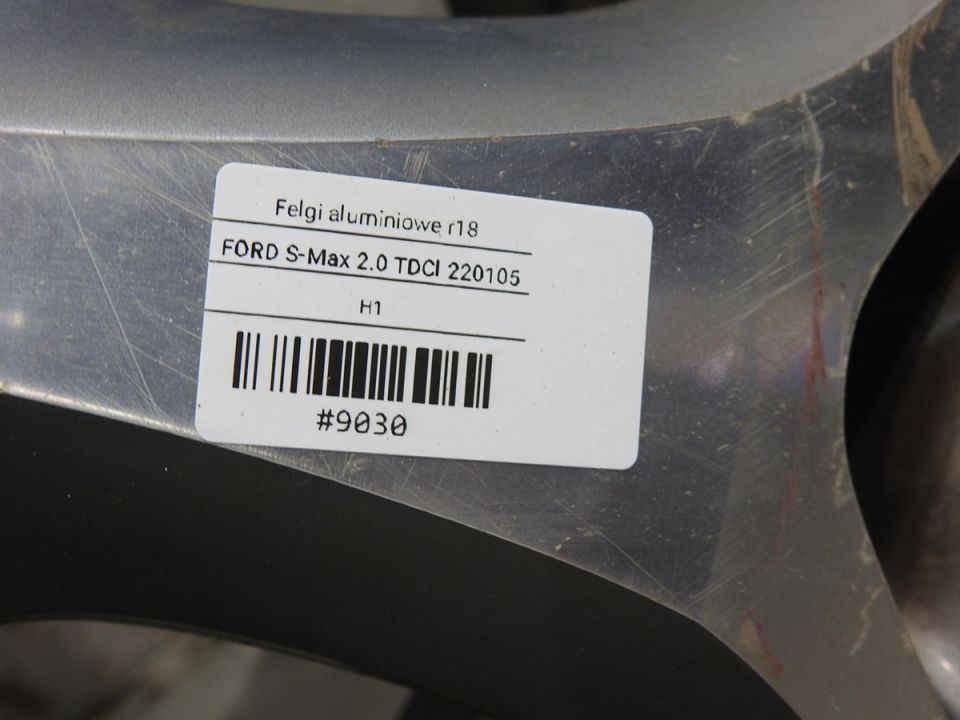 Felgi aluminiowe r18
FORD S-Max 2.0 TDCI 220105
H1
#9030